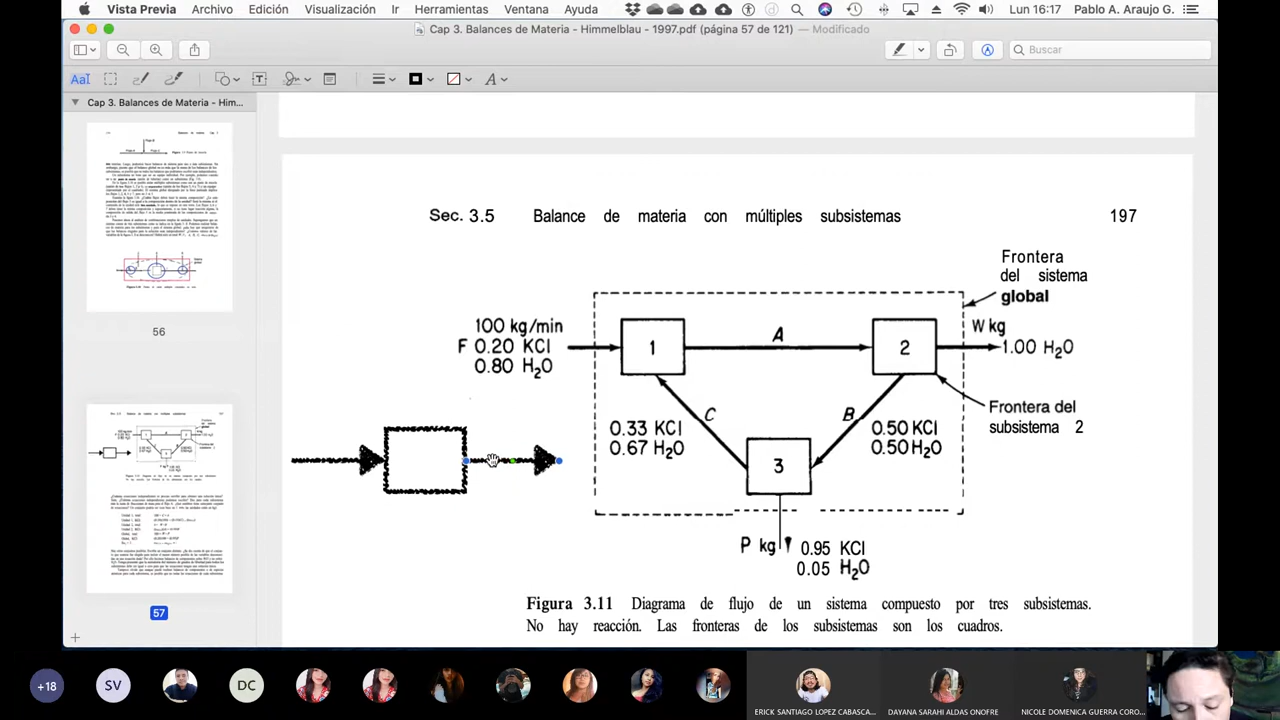 Vista Previa Archivo Edición Visualización Ir Herramientas Ventana Ayuda Lun 16:17 Pablo A. Araujo G.
Cap 3. Balances de Materia - Himmelblau - 1997.pdf (página 57 de 121) — Modificado
Buscar
AaI T A
Cap 3. Balances de Materia - Him...
56
57
Sec. 3.5 Balance de materia con múltiples subsistemas 197
Frontera
del sistema
global
100 kg/min
F 0.20 KCl
0.80 H2O
1
A
2
W kg
1.00 H2O
C
B
Frontera del
subsistema 2
0.33 KCl
0.67 H2O
0.50 KCl
0.50 H2O
3
P kg
0.95 KCl
0.05 H2O
Figura 3.11 Diagrama de flujo de un sistema compuesto por tres subsistemas.
No hay reacción. Las fronteras de los subsistemas son los cuadros.
+18 SV DC
ERICK SANTIAGO LOPEZ CABASCA... DAYANA SARAHI ALDAS ONOFRE NICOLE DOMENICA GUERRA CORO...